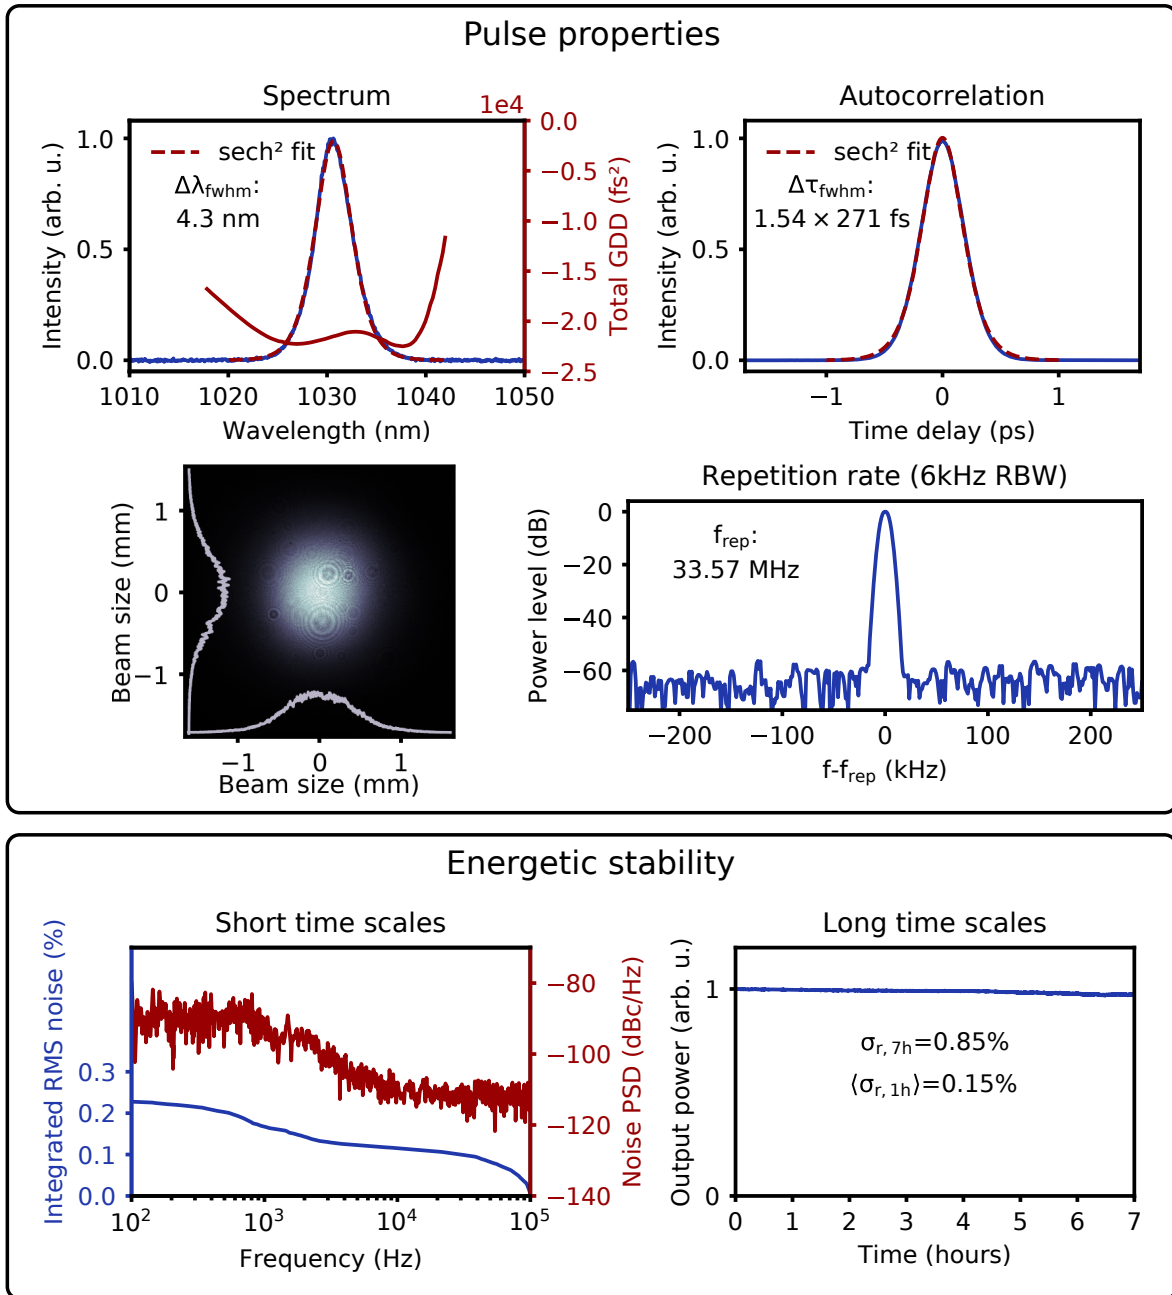 Pulse properties
Spectrum
1e4
Intensity (arb. u.)
1.0
0.5
0.0
sech² fit
Δλfwhm:
4.3 nm
0.0
−0.5
−1.0
−1.5
−2.0
−2.5
Total GDD (fs²)
1010 1020 1030 1040 1050
Wavelength (nm)
Autocorrelation
Intensity (arb. u.)
1.0
0.5
0.0
sech² fit
Δτfwhm:
1.54 × 271 fs
−1 0 1
Time delay (ps)
Beam size (mm)
1
0
−1
−1 0 1
Beam size (mm)
Repetition rate (6kHz RBW)
Power level (dB)
0
−20
−40
−60
frep:
33.57 MHz
−200 −100 0 100 200
f-frep (kHz)
Energetic stability
Short time scales
Integrated RMS noise (%)
0.3
0.2
0.1
0.0
−80
−100
−120
−140
Noise PSD (dBc/Hz)
10² 10³ 10⁴ 10⁵
Frequency (Hz)
Long time scales
Output power (arb. u.)
1
0
σr, 7h=0.85%
⟨σr, 1h⟩=0.15%
0 1 2 3 4 5 6 7
Time (hours)